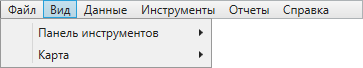 Файл Вид Данные Инструменты Отчеты Справка
Панель инструментов
Карта